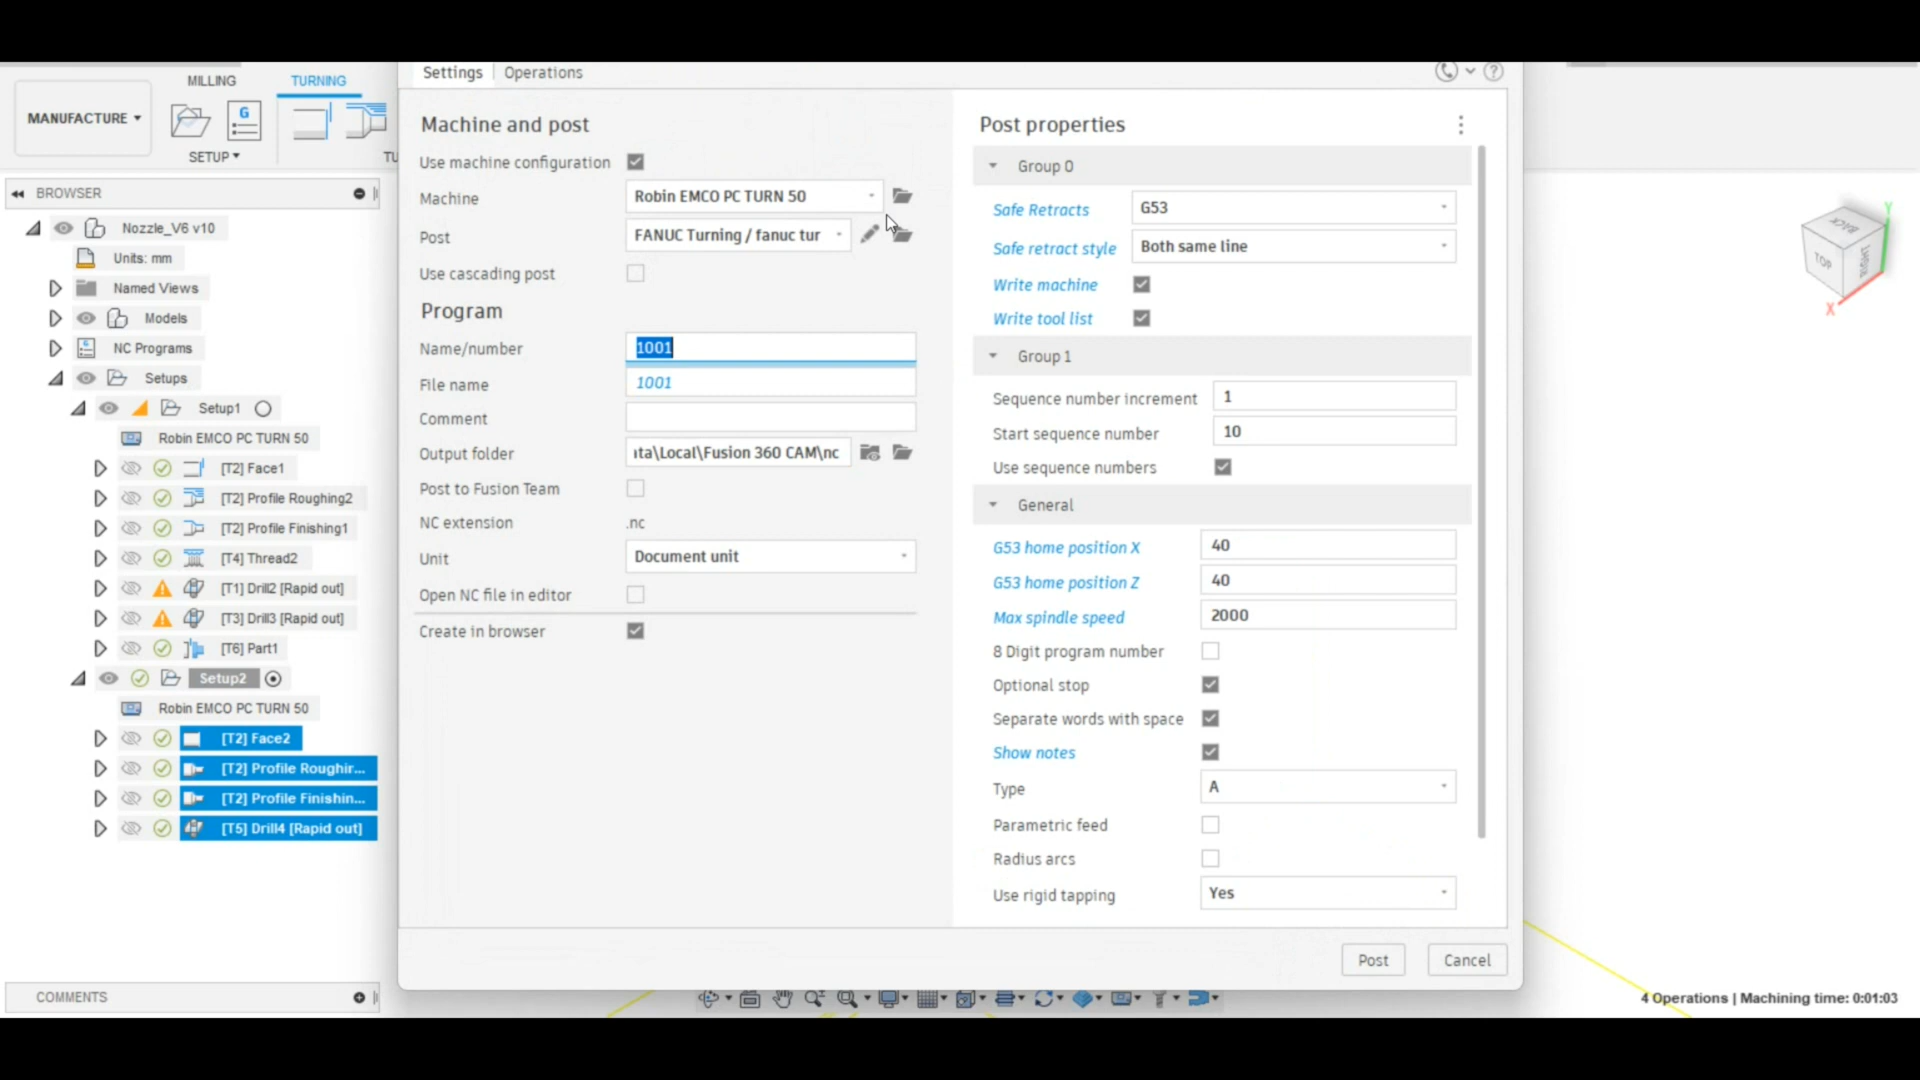 MILLING
TURNING
MANUFACTURE
SETUP
TU
BROWSER
Nozzle_V6 v10
Units: mm
Named Views
Models
NC Programs
Setups
Setup1
Robin EMCO PC TURN 50
[T2] Face1
[T2] Profile Roughing2
[T2] Profile Finishing1
[T4] Thread2
[T1] Drill2 [Rapid out]
[T3] Drill3 [Rapid out]
[T6] Part1
Setup2
Robin EMCO PC TURN 50
[T2] Face2
[T2] Profile Roughir...
[T2] Profile Finishin...
[T5] Drill4 [Rapid out]
COMMENTS
Settings
Operations
Machine and post
Use machine configuration
Machine
Robin EMCO PC TURN 50
Post
FANUC Turning / fanuc tur
Use cascading post
Program
Name/number
1001
File name
1001
Comment
Output folder
ıta\Local\Fusion 360 CAM\nc
Post to Fusion Team
NC extension
.nc
Unit
Document unit
Open NC file in editor
Create in browser
Post properties
Group 0
Safe Retracts
G53
Safe retract style
Both same line
Write machine
Write tool list
Group 1
Sequence number increment
1
Start sequence number
10
Use sequence numbers
General
G53 home position X
40
G53 home position Z
40
Max spindle speed
2000
8 Digit program number
Optional stop
Separate words with space
Show notes
Type
A
Parametric feed
Radius arcs
Use rigid tapping
Yes
Post
Cancel
BACK
TOP
RIGHT
Y
X
4 Operations | Machining time: 0:01:03